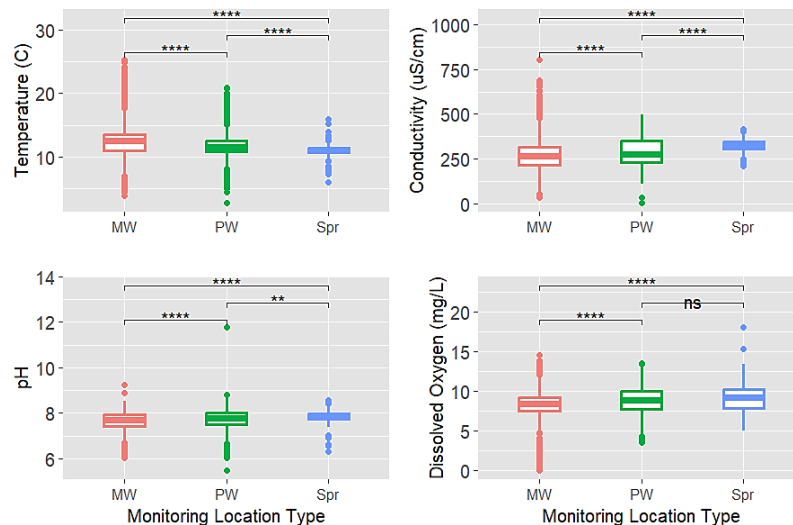 Temperature (C)
30
20
10
****
****
****
MW
PW
Spr
Conductivity (uS/cm)
1000
750
500
250
0
****
****
****
MW
PW
Spr
pH
14
12
10
8
6
****
**
****
MW
PW
Spr
Monitoring Location Type
Dissolved Oxygen (mg/L)
20
15
10
5
0
****
ns
****
MW
PW
Spr
Monitoring Location Type